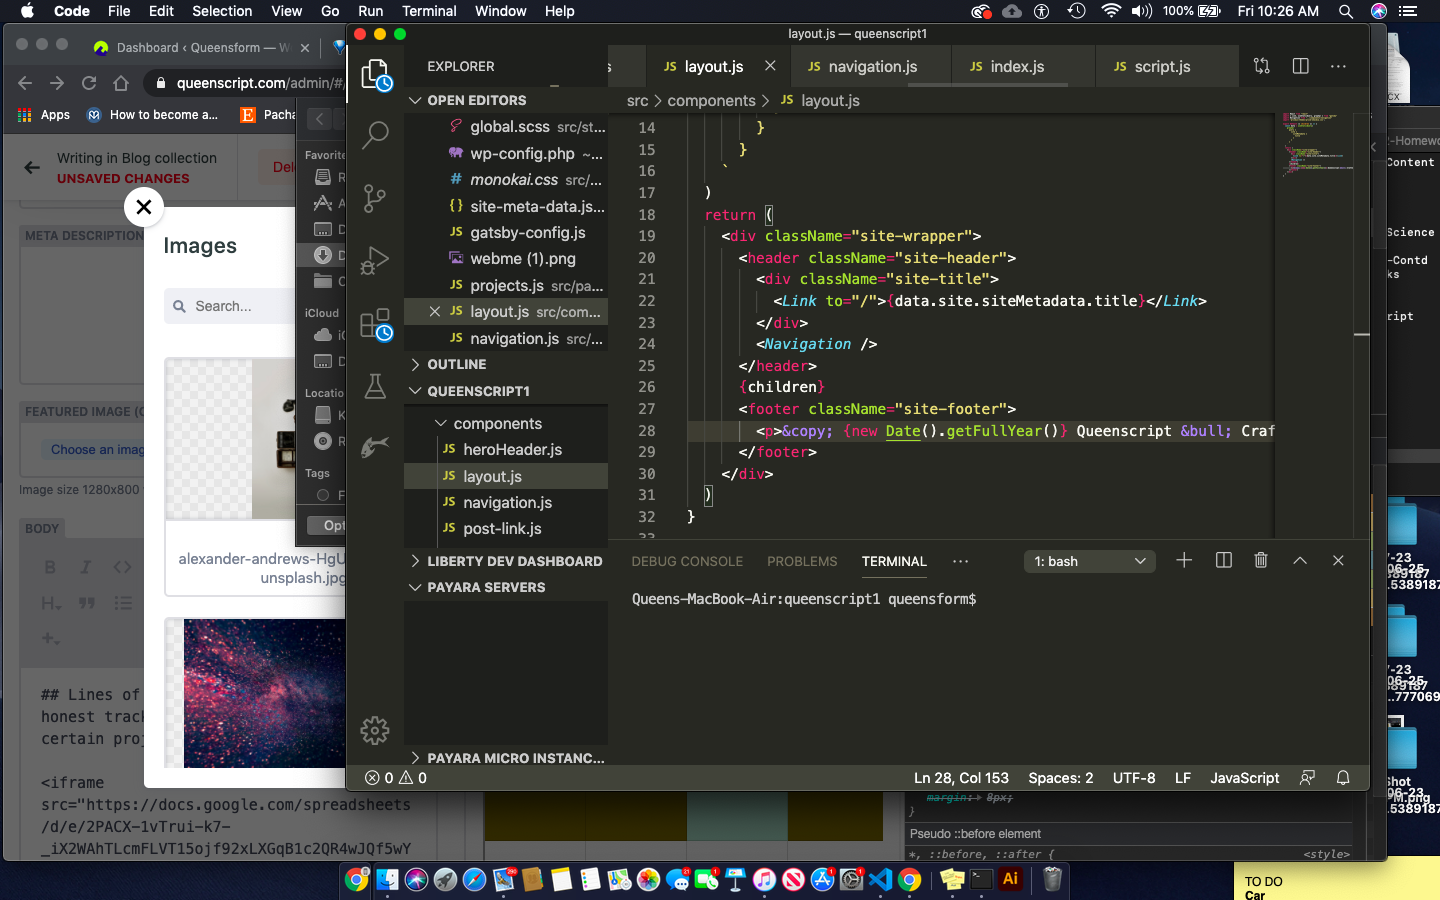 Code File Edit Selection View Go Run Terminal Window Help 100% Fri 10:26 AM
layout.js — queenscript1
Dashboard ‹ Queensform — W
queenscript.com/admin/#/
Apps How to become a... Pacha
Writing in Blog collection
UNSAVED CHANGES
Dele
META DESCRIPTION
FEATURED IMAGE (O
Choose an imag
Image size 1280x800
BODY
B I <>
H
## Lines of
honest track
certain proj
<iframe
src="https://docs.google.com/spreadsheets
/d/e/2PACX-1vTrui-k7-
_iX2WAhTLcmFLVT15ojf92xLXGqB1c2QR4wJQf5wY
Images
Search...
alexander-andrews-HgU
unsplash.jpg
Favorite
R
A
D
D
C
iCloud
iC
D
Locatio
K
R
Tags
F
Opt
EXPLORER
OPEN EDITORS
global.scss src/st...
wp-config.php ~...
monokai.css src/...
site-meta-data.js...
gatsby-config.js
webme (1).png
projects.js src/pa...
layout.js src/com...
navigation.js src/...
OUTLINE
QUEENSCRIPT1
components
heroHeader.js
layout.js
navigation.js
post-link.js
LIBERTY DEV DASHBOARD
PAYARA SERVERS
PAYARA MICRO INSTANC...
s JS layout.js JS navigation.js JS index.js JS script.js
src > components > JS layout.js
14 }
15 }
16 `
17 )
18 return (
19 <div className="site-wrapper">
20 <header className="site-header">
21 <div className="site-title">
22 <Link to="/">{data.site.siteMetadata.title}</Link>
23 </div>
24 <Navigation />
25 </header>
26 {children}
27 <footer className="site-footer">
28 <p>&copy; {new Date().getFullYear()} Queenscript &bull; Craf
29 </footer>
30 </div>
31 )
32 }
DEBUG CONSOLE PROBLEMS TERMINAL ... 1: bash
Queens-MacBook-Air:queenscript1 queensform$
0 0 Ln 28, Col 153 Spaces: 2 UTF-8 LF JavaScript
margin: 8px;
}
Pseudo ::before element
*, ::before, ::after { <style>
t-Homewo
Content
Science
-Contd
ks
ript
7-23
06-25
.5389187
7-23
06-25
...777069
Shot
.5389187
TO DO
Car